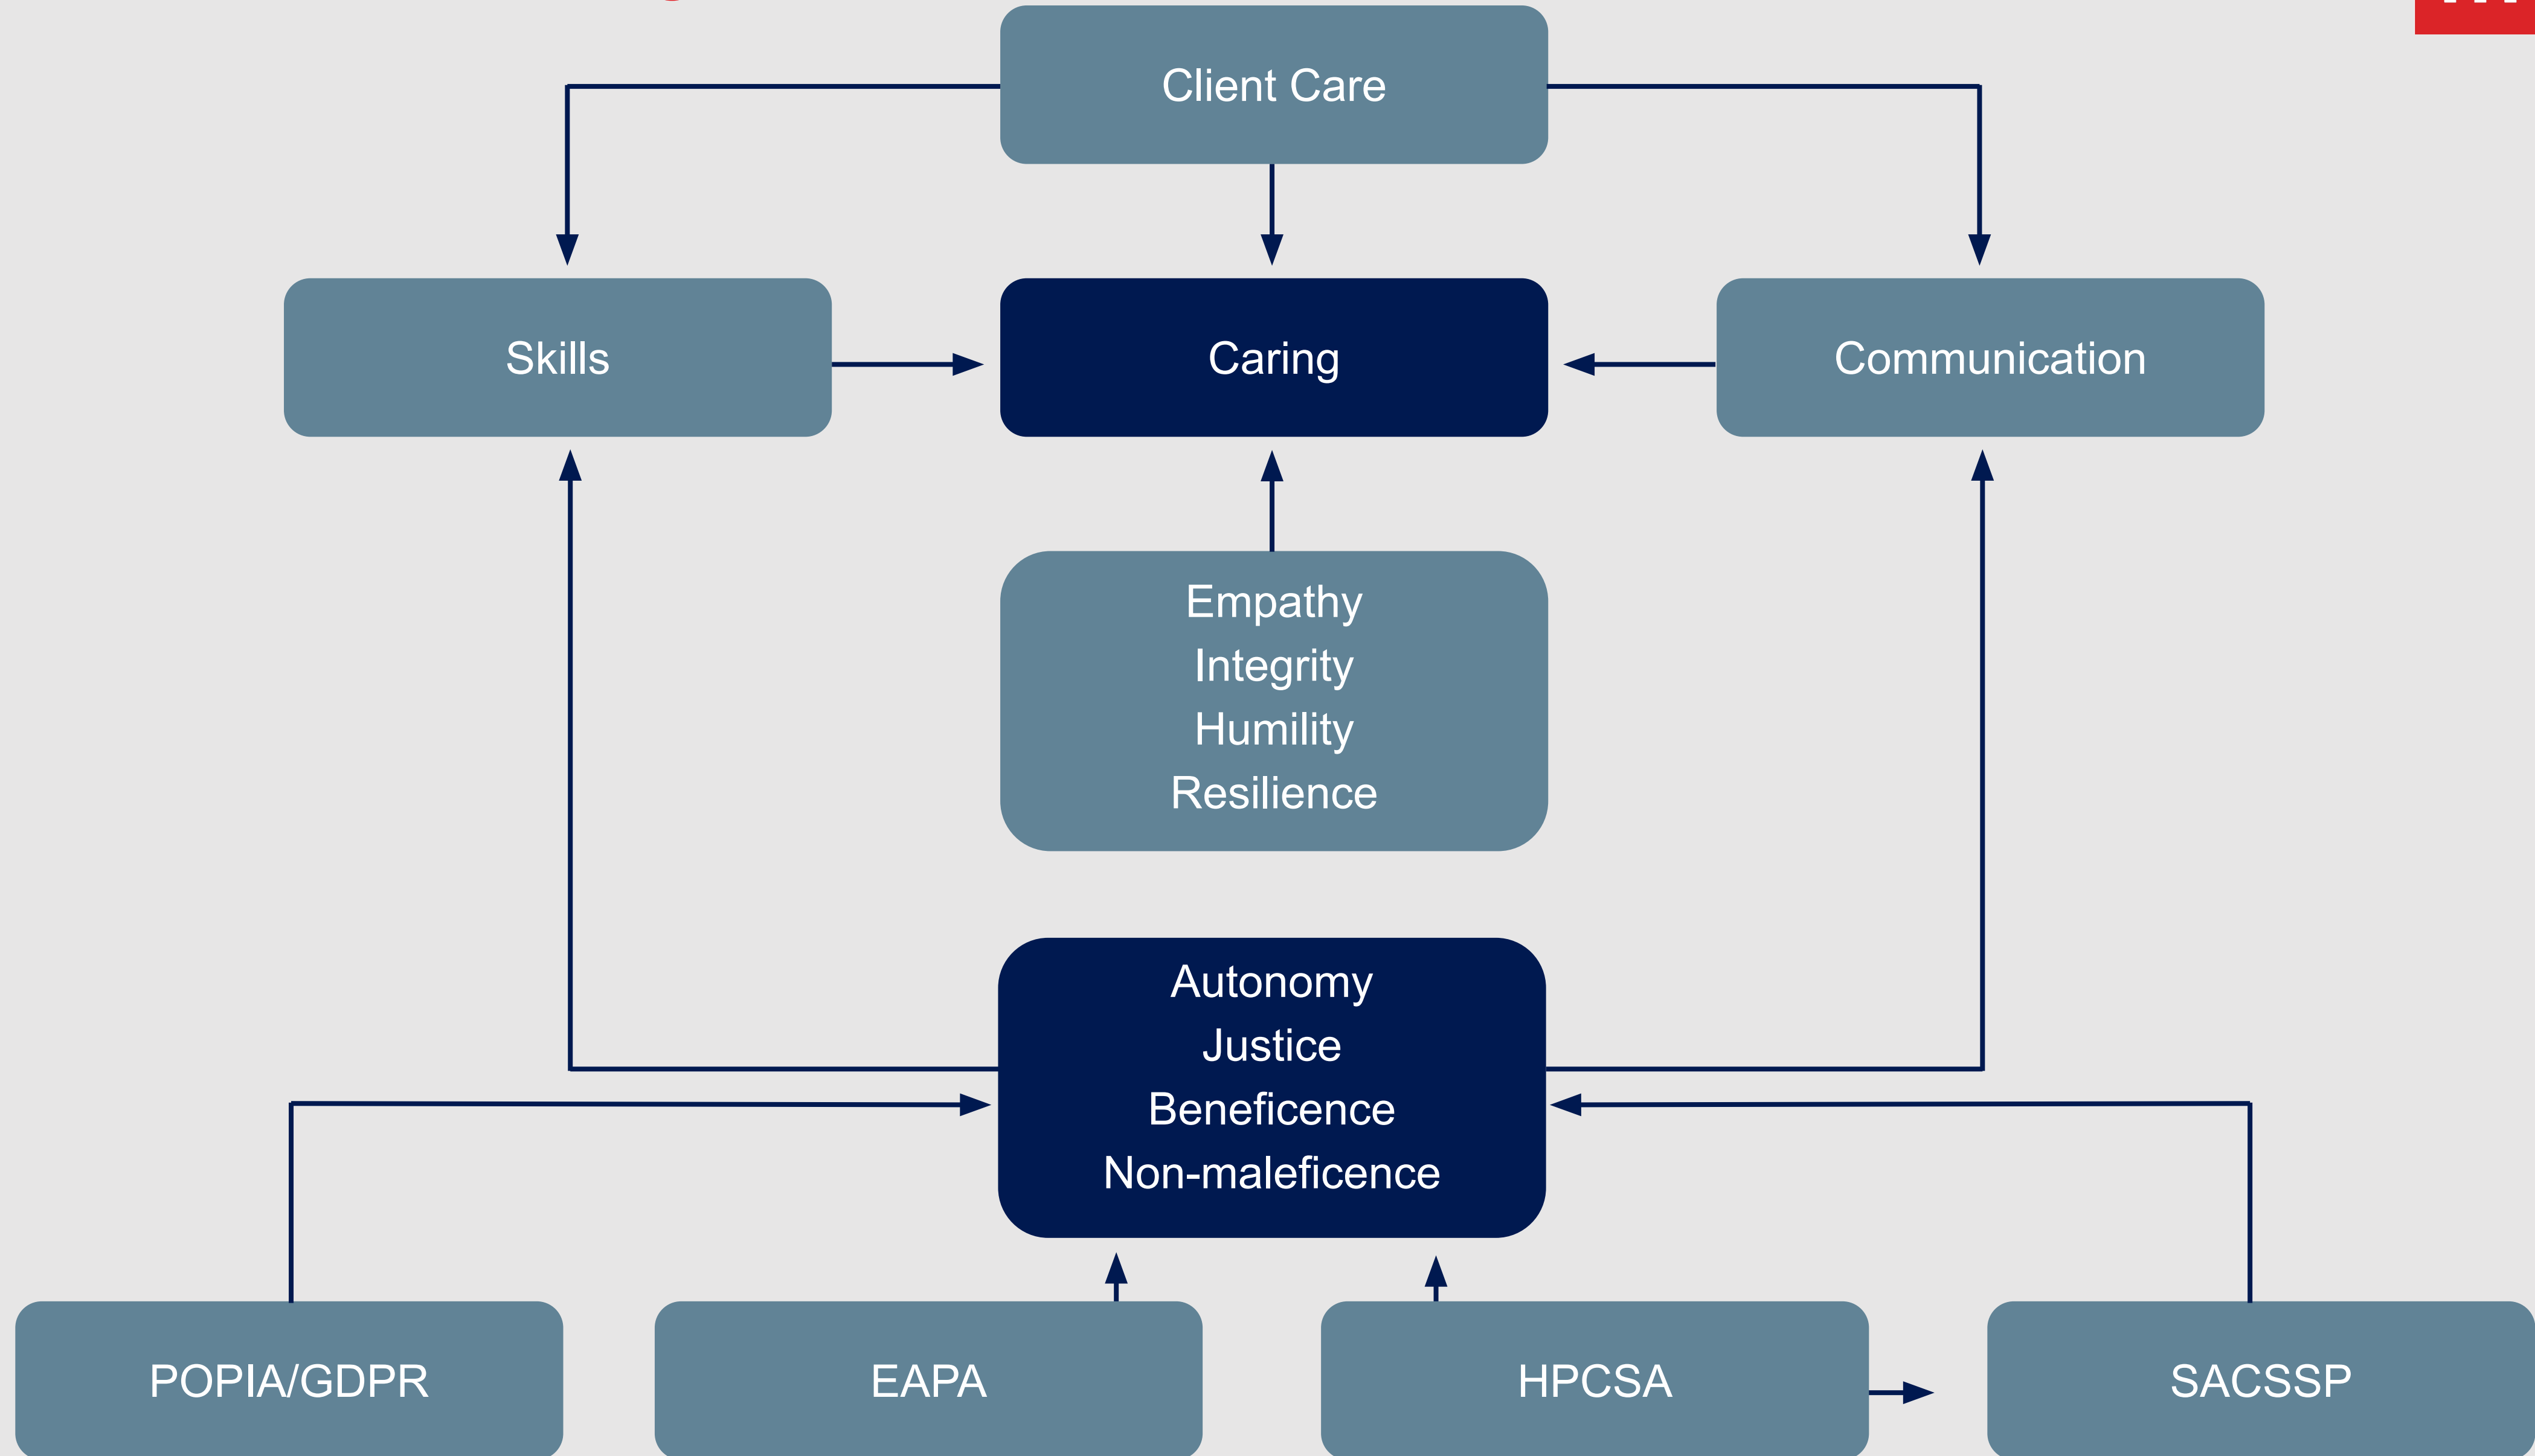 Client Care
Skills
Caring
Communication
Empathy
Integrity
Humility
Resilience
Autonomy
Justice
Beneficence
Non-maleficence
POPIA/GDPR
EAPA
HPCSA
SACSSP